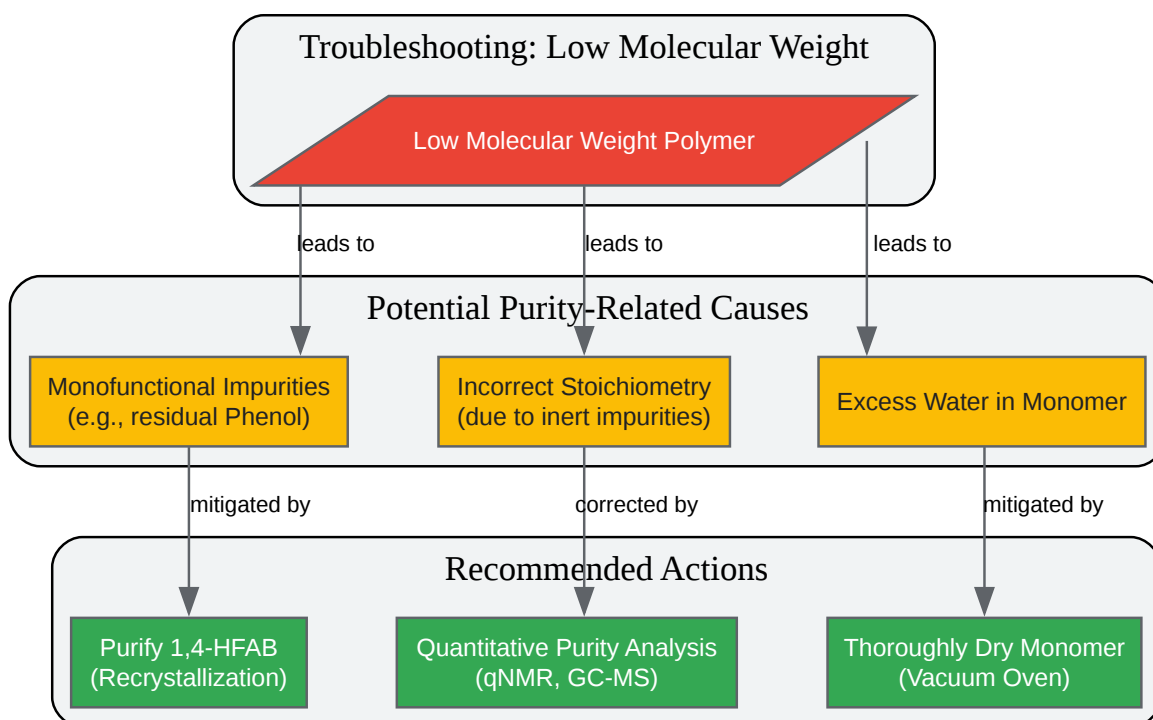 Troubleshooting: Low Molecular Weight
Low Molecular Weight Polymer
leads to
leads to
leads to
Potential Purity-Related Causes
Monofunctional Impurities
(e.g., residual Phenol)
Incorrect Stoichiometry
(due to inert impurities)
Excess Water in Monomer
mitigated by
corrected by
mitigated by
Recommended Actions
Purify 1,4-HFAB
(Recrystallization)
Quantitative Purity Analysis
(qNMR, GC-MS)
Thoroughly Dry Monomer
(Vacuum Oven)